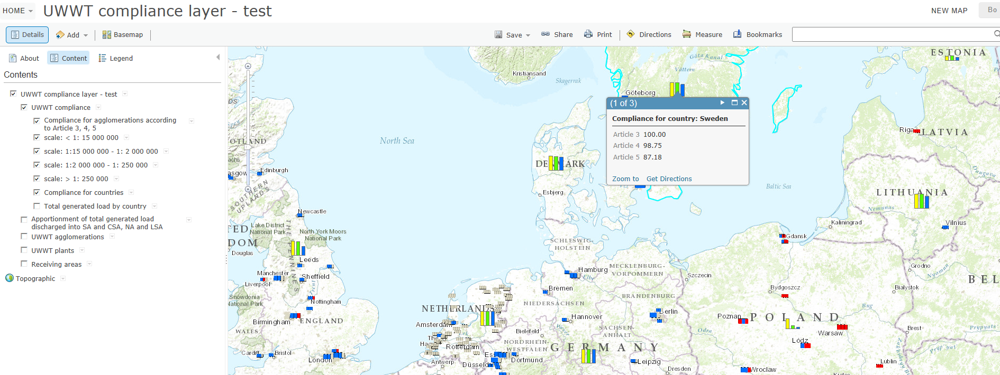 HOME
UWWT compliance layer - test
NEW MAP
Bo
Details
Add
Basemap
Save
Share
Print
Directions
Measure
Bookmarks
About
Content
Legend
Contents
UWWT compliance layer - test
UWWT compliance
Compliance for agglomerations according
to Article 3, 4, 5
scale: < 1: 15 000 000
scale: 1:15 000 000 - 1: 2 000 000
scale: 1:2 000 000 - 1: 250 000
scale: > 1: 250 000
Compliance for countries
Total generated load by country
Apportionment of total generated load
discharged into SA and CSA, NA and LSA
UWWT agglomerations
UWWT plants
Receiving areas
Topographic
(1 of 3)
Compliance for country: Sweden
Article 3 100.00
Article 4 98.75
Article 5 87.18
Zoom to
Get Directions
Kristiansand
Skagerrak
Göta Kanal
Vättern
Göteborg
ESTONIA
Riga
LATVIA
North Sea
DENMARK
Esbjerg
Baltic Sea
LITHUANIA
Daugava
Nemunas
Vilnius
Kaliningrad
Gdansk
OTLAND
asgow
Edinburgh
SOUTHERN
UPLANDS
Newcastle
Lake District
National Park
North York Moors
National Park
TED
DOM
Douglas
THE PENNINES
Leeds
Manchester
Sheffield
Liverpool
Trent
Snowdonia
National Park
Nottingham
Birmingham
ENGLAND
WALES
Cardiff
Bristol
London
SCHLESWIG-
HOLSTEIN
MECKLENBURG-
VORPOMMERN
Hamburg
Elbe
Bremen
Szczecin
NIEDERSACHSEN
BRANDENBURG
NETHERLANDS
Amsterdam
The
Rotterdam
Lek
Antwerp
Hannover
Weser
Berlin
Bielefeld
SACHSEN-
ANHALT
NORDRHEIN-
WESTFALEN
GERMANY
Dortmund
Leipzig
Dresden
Bydgoszcz
Poznan
POLAND
Warsaw
Lódz
Odra
Wroclaw
Lublin
Bug
Bialystok
Grodno
Nyoman
BEL
Brest